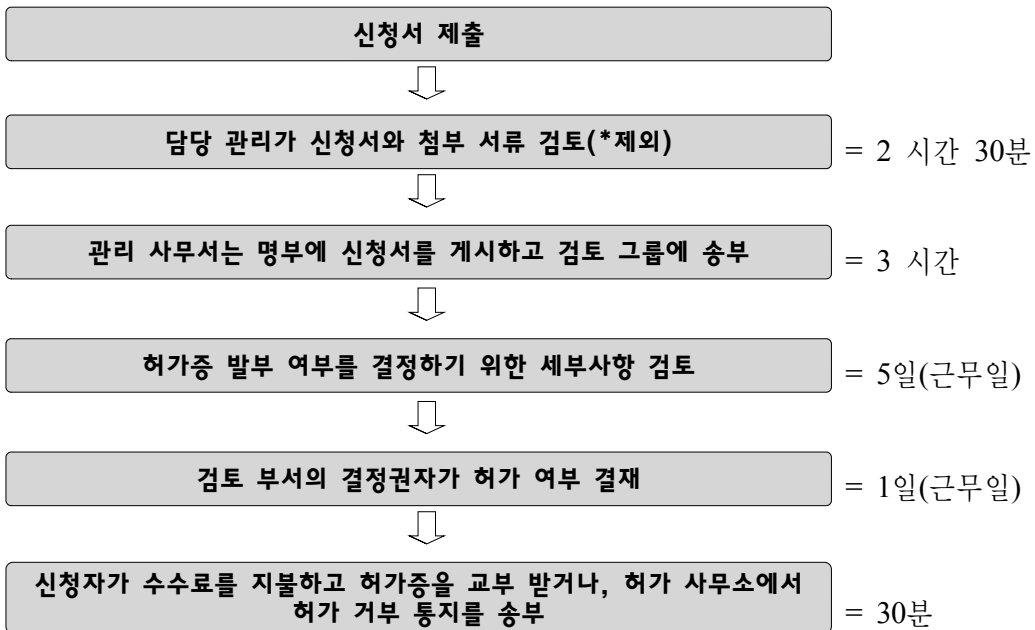 신청서 제출
담당 관리가 신청서와 첨부 서류 검토(*제외)
= 2 시간 30분
관리 사무서는 명부에 신청서를 게시하고 검토 그룹에 송부
= 3 시간
허가증 발부 여부를 결정하기 위한 세부사항 검토
= 5일(근무일)
검토 부서의 결정권자가 허가 여부 결재
= 1일(근무일)
신청자가 수수료를 지불하고 허가증을 교부 받거나, 허가 사무소에서
허가 거부 통지를 송부
= 30분